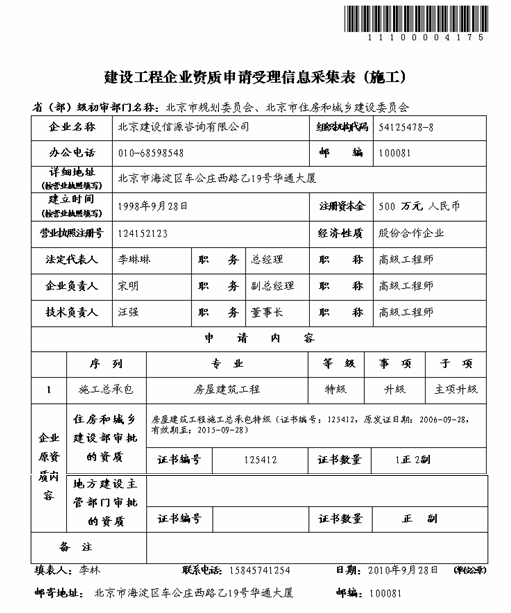 11100004175
建设工程企业资质申请受理信息采集表（施工）
省（部）级初审部门名称：北京市规划委员会、北京市住房和城乡建设委员会
企业名称 北京建设信源咨询有限公司 组织机构代码 54125478-8
办公电话 010-68598548 邮 编 100081
详细地址 （按营业执照填写） 北京市海淀区车公庄西路乙19号华通大厦
建立时间 （按营业执照填写） 1998年9月28日 注册资本金 500 万元 人民币
营业执照注册号 124152123 经济性质 股份合作企业
法定代表人 李琳琳 职 务 总经理 职 称 高级工程师
企业负责人 宋明 职 务 副总经理 职 称 高级工程师
技术负责人 汪强 职 务 董事长 职 称 高级工程师
申 请 内 容
序 列 专 业 等 级 事 项 子 项
1 施工总承包 房屋建筑工程 特级 升级 主项升级
企业原资质内容
住房和城乡建设部审批的资质
房屋建筑工程施工总承包特级（证书编号：125412，原发证日期：2006-09-28，
有效期至：2015-09-28）
证书编号 125412 证书数量 1正 2副
地方建设主管部门审批的资质
证书编号 证书数量 正 副
备 注
填表人：李林 联系电话：15845741254 日期：2010年9月28日 （单位公章）
邮寄地址： 北京市海淀区车公庄西路乙19号华通大厦 邮编：100081